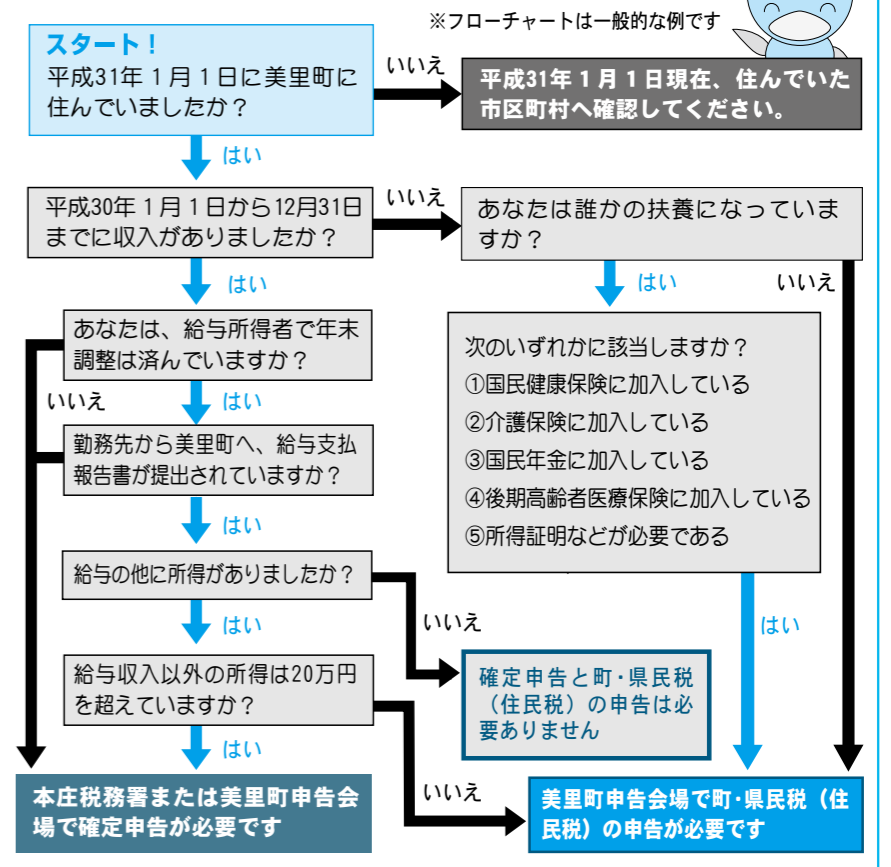 ※フローチャートは一般的な例です
スタート！
平成31年１月１日に美里町に
住んでいましたか？
いいえ
平成31年１月１日現在、住んでいた
市区町村へ確認してください。
はい
平成30年１月１日から12月31日
までに収入がありましたか？
いいえ
あなたは誰かの扶養になっていま
すか？
はい
はい
いいえ
あなたは、給与所得者で年末
調整は済んでいますか？
次のいずれかに該当しますか？
①国民健康保険に加入している
②介護保険に加入している
③国民年金に加入している
④後期高齢者医療保険に加入している
⑤所得証明などが必要である
いいえ
はい
勤務先から美里町へ、給与支払
報告書が提出されていますか？
はい
給与の他に所得がありましたか？
はい
いいえ
はい
給与収入以外の所得は20万円
を超えていますか？
確定申告と町・県民税
（住民税）の申告は必
要ありません
はい
いいえ
本庄税務署または美里町申告会
場で確定申告が必要です
美里町申告会場で町・県民税（住
民税）の申告が必要です